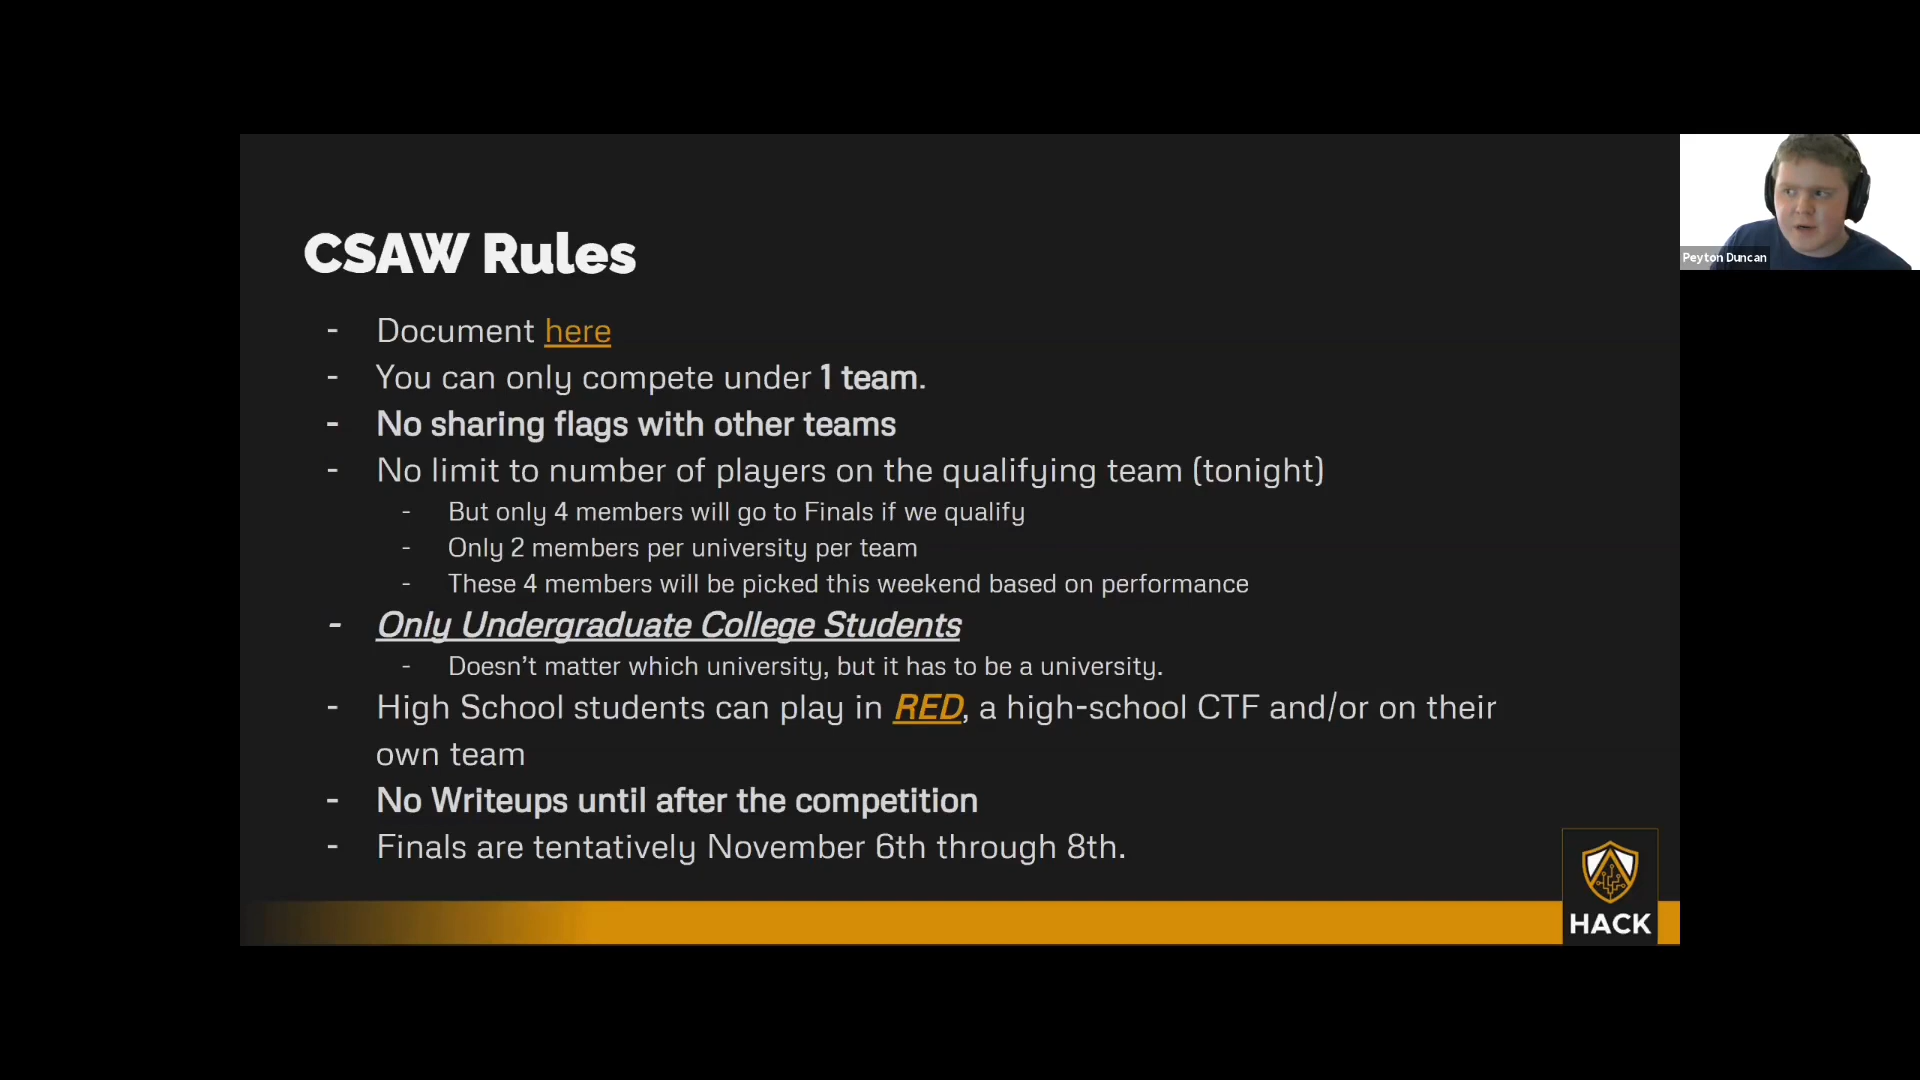 CSAW Rules
- Document here
- You can only compete under 1 team.
- No sharing flags with other teams
- No limit to number of players on the qualifying team (tonight)
- But only 4 members will go to Finals if we qualify
- Only 2 members per university per team
- These 4 members will be picked this weekend based on performance
- Only Undergraduate College Students
- Doesn't matter which university, but it has to be a university.
- High School students can play in RED, a high-school CTF and/or on their
own team
- No Writeups until after the competition
- Finals are tentatively November 6th through 8th.
HACK
Peyton Duncan